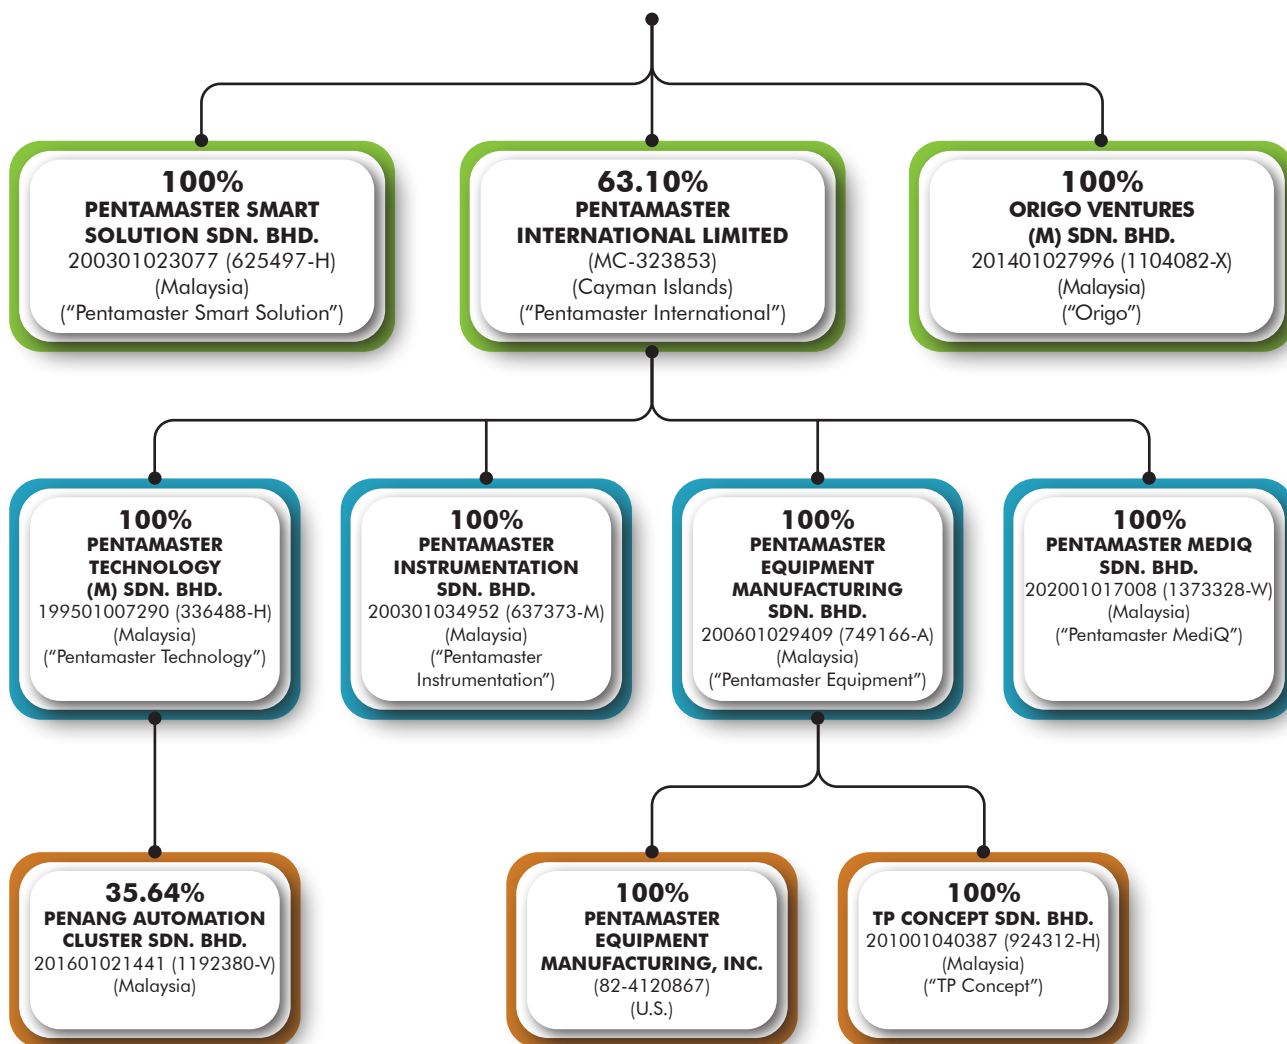 100%
PENTAMASTER SMART
SOLUTION SDN. BHD.
200301023077 (625497-H)
(Malaysia)
(“Pentamaster Smart Solution”)
63.10%
PENTAMASTER
INTERNATIONAL LIMITED
(MC-323853)
(Cayman Islands)
(“Pentamaster International”)
100%
ORIGO VENTURES
(M) SDN. BHD.
201401027996 (1104082-X)
(Malaysia)
(“Origo”)
100%
PENTAMASTER
TECHNOLOGY
(M) SDN. BHD.
199501007290 (336488-H)
(Malaysia)
(“Pentamaster Technology”)
100%
PENTAMASTER
INSTRUMENTATION
SDN. BHD.
200301034952 (637373-M)
(Malaysia)
(“Pentamaster
Instrumentation”)
100%
PENTAMASTER
EQUIPMENT
MANUFACTURING
SDN. BHD.
200601029409 (749166-A)
(Malaysia)
(“Pentamaster Equipment”)
100%
PENTAMASTER MEDIQ
SDN. BHD.
202001017008 (1373328-W)
(Malaysia)
(“Pentamaster MediQ”)
35.64%
PENANG AUTOMATION
CLUSTER SDN. BHD.
201601021441 (1192380-V)
(Malaysia)
100%
PENTAMASTER
EQUIPMENT
MANUFACTURING, INC.
(82-4120867)
(U.S.)
100%
TP CONCEPT SDN. BHD.
201001040387 (924312-H)
(Malaysia)
(“TP Concept”)